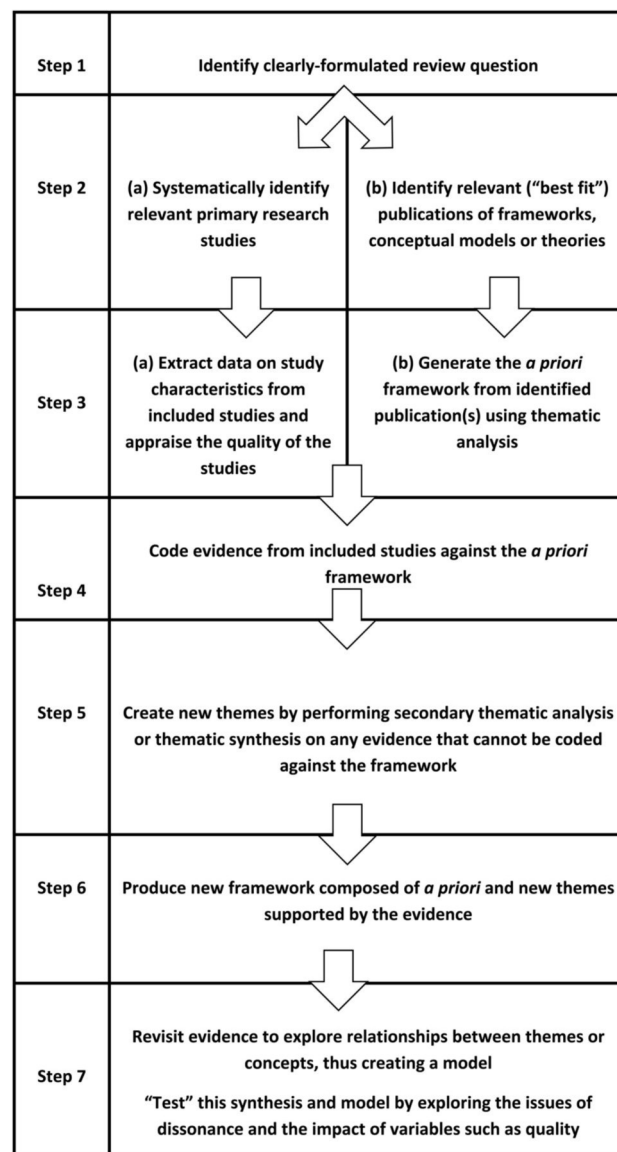 Step 1
Identify clearly-formulated review question
Step 2
(a) Systematically identify
relevant primary research
studies
(b) Identify relevant ("best fit")
publications of frameworks,
conceptual models or theories
Step 3
(a) Extract data on study
characteristics from
included studies and
appraise the quality of the
studies
(b) Generate the a priori
framework from identified
publication(s) using thematic
analysis
Step 4
Code evidence from included studies against the a priori
framework
Step 5
Create new themes by performing secondary thematic analysis
or thematic synthesis on any evidence that cannot be coded
against the framework
Step 6
Produce new framework composed of a priori and new themes
supported by the evidence
Step 7
Revisit evidence to explore relationships between themes or
concepts, thus creating a model
“Test” this synthesis and model by exploring the issues of
dissonance and the impact of variables such as quality